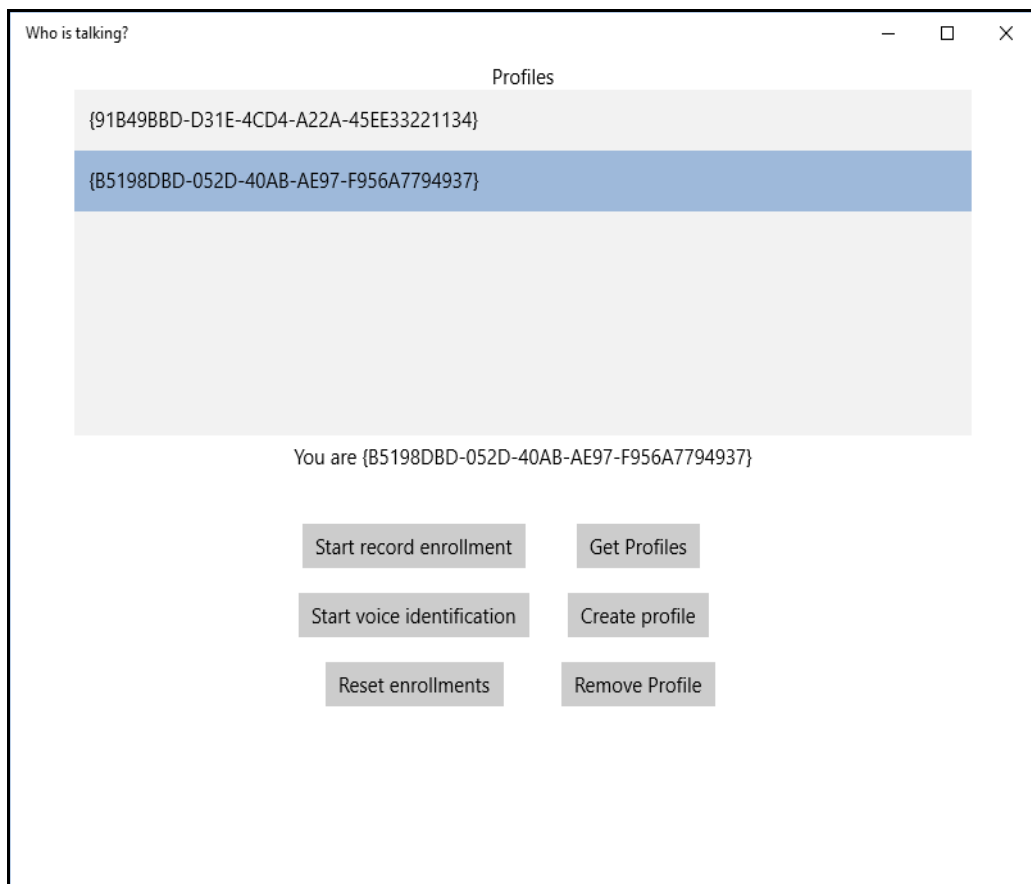 Who is talking?
Profiles
{91B49BBD-D31E-4CD4-A22A-45EE33221134}
{B5198DBD-052D-40AB-AE97-F956A7794937}
You are {B5198DBD-052D-40AB-AE97-F956A7794937}
Start record enrollment
Get Profiles
Start voice identification
Create profile
Reset enrollments
Remove Profile